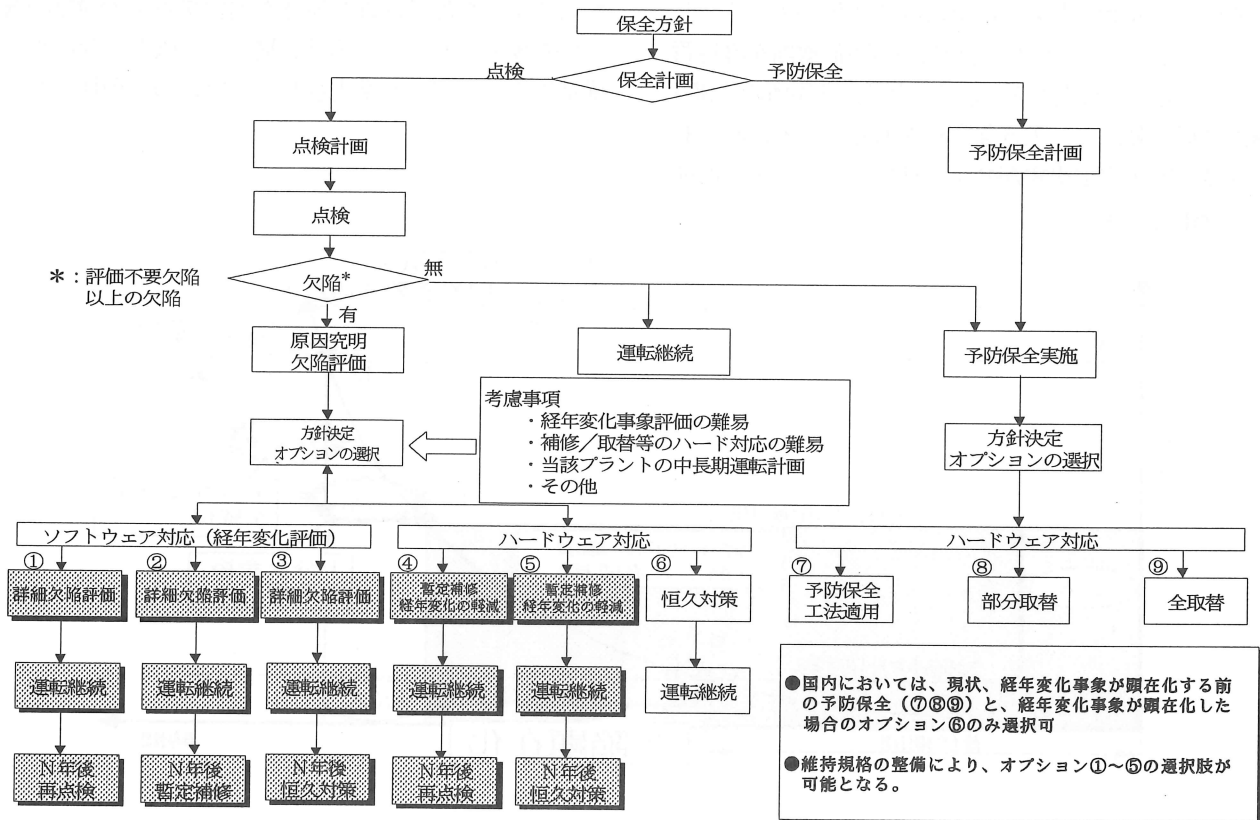 保全方針
点検
保全計画
予防保全
点検計画
予防保全計画
点検
*：評価不要欠陥
以上の欠陥
欠陥*
無
有
原因究明
欠陥評価
運転継続
予防保全実施
考慮事項
・経年変化事象評価の難易
・補修／取替等のハード対応の難易
・当該プラントの中長期運転計画
・その他
方針決定
オプションの選択
方針決定
オプションの選択
ソフトウェア対応（経年変化評価）
ハードウェア対応
ハードウェア対応
①
詳細欠陥評価
②
詳細欠陥評価
③
詳細欠陥評価
④
暫定補修
経年変化の軽減
⑤
暫定補修
経年変化の軽減
⑥
恒久対策
⑦
予防保全
工法適用
⑧
部分取替
⑨
全取替
運転継続
運転継続
運転継続
運転継続
運転継続
運転継続
N年後
再点検
N年後
暫定補修
N年後
恒久対策
N年後
再点検
N年後
恒久対策
●国内においては、現状、経年変化事象が顕在化する前
の予防保全（⑦⑧⑨）と、経年変化事象が顕在化した
場合のオプション⑥のみ選択可
●維持規格の整備により、オプション①～⑤の選択肢が
可能となる。